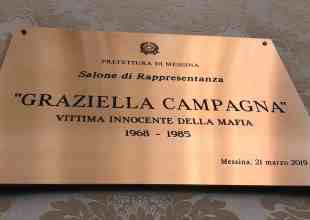 PREFETTURA DI MESSINA
Salone di Rappresentanza
"GRAZIELLA CAMPAGNA"
VITTIMA INNOCENTE DELLA MAFIA
1968 - 1985
Messina, 21 marzo 2019